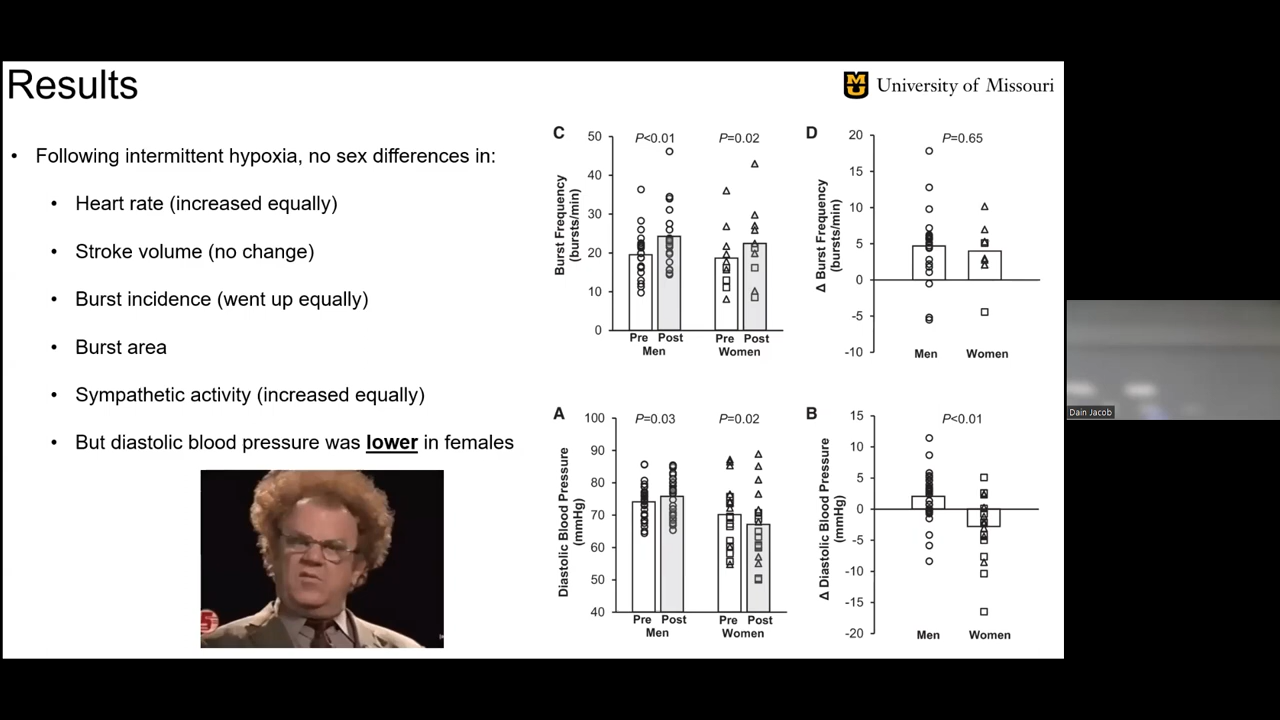 Results
University of Missouri
• Following intermittent hypoxia, no sex differences in:
• Heart rate (increased equally)
• Stroke volume (no change)
• Burst incidence (went up equally)
• Burst area
• Sympathetic activity (increased equally)
• But diastolic blood pressure was lower in females
C
Burst Frequency
(bursts/min)
50
40
30
20
10
0
P<0.01
P=0.02
Pre Post
Men
Pre Post
Women
D
Δ Burst Frequency
(bursts/min)
20
15
10
5
0
-5
-10
P=0.65
Men
Women
A
Diastolic Blood Pressure
(mmHg)
100
90
80
70
60
50
40
P=0.03
P=0.02
Pre Post
Men
Pre Post
Women
B
Δ Diastolic Blood Pressure
(mmHg)
15
10
5
0
-5
-10
-15
-20
P<0.01
Men
Women
Dain Jacob